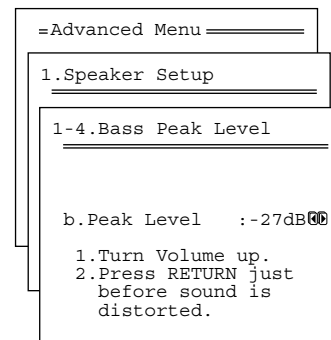 Advanced Menu
1.Speaker Setup
1-4.Bass Peak Level
b.Peak Level :-27dB
1.Turn Volume up.
2.Press RETURN just
before sound is
distorted.